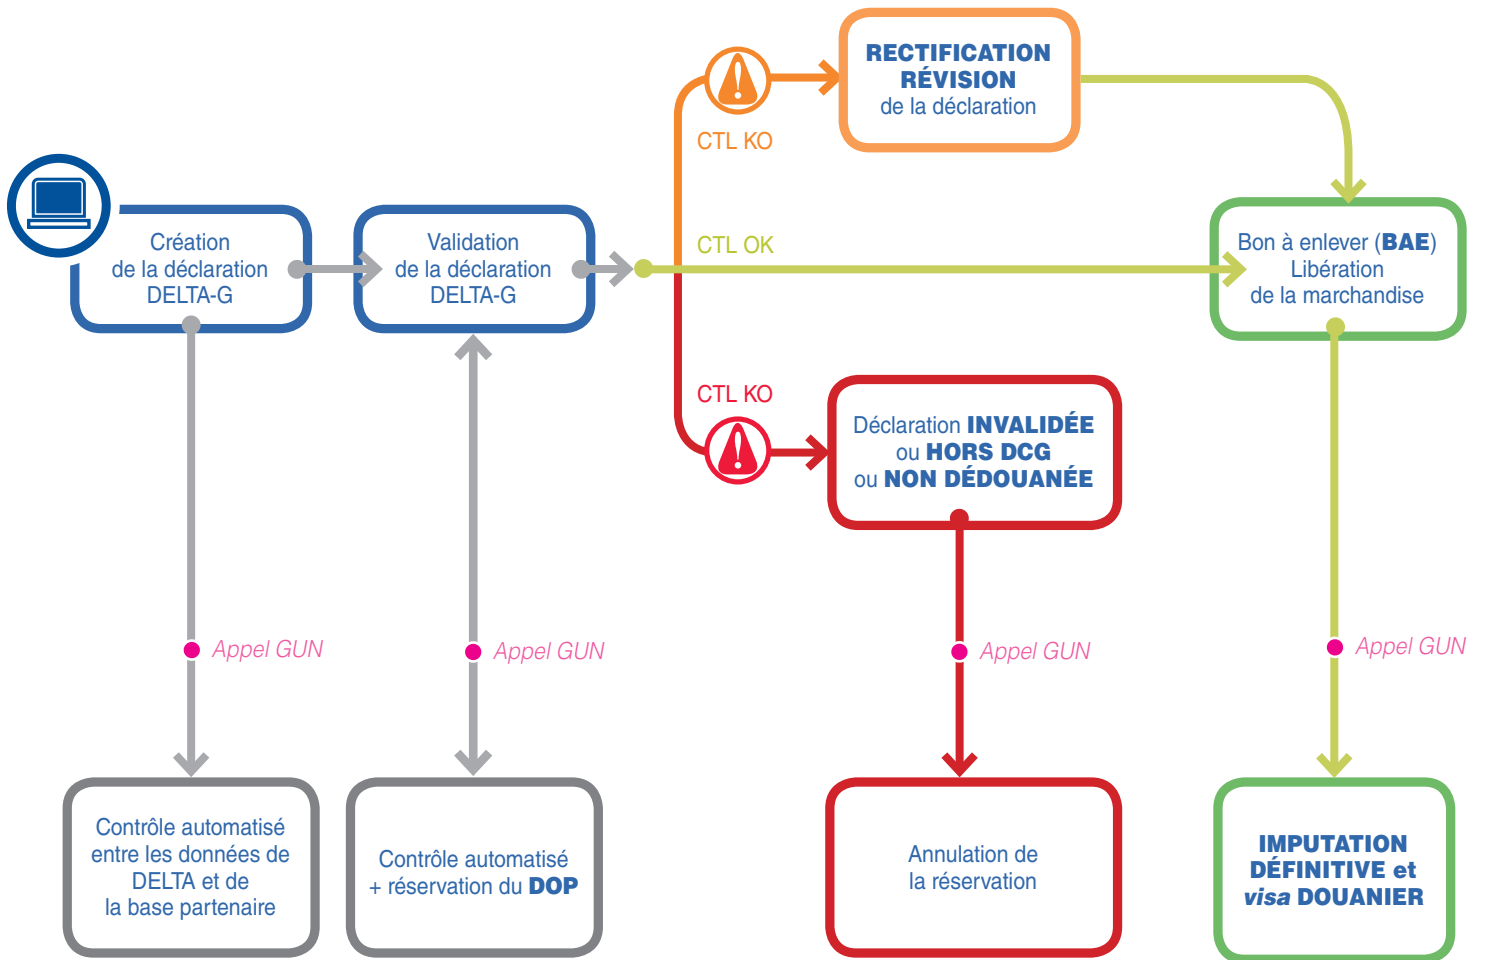 RECTIFICATION
RÉVISION
de la déclaration
CTL KO
Création
de la déclaration
DELTA-G
Validation
de la déclaration
DELTA-G
CTL OK
Bon à enlever (BAE)
Libération
de la marchandise
CTL KO
Déclaration INVALIDÉE
ou HORS DCG
ou NON DÉDOUANÉE
Appel GUN
Appel GUN
Appel GUN
Appel GUN
Contrôle automatisé
entre les données de
DELTA et de
la base partenaire
Contrôle automatisé
+ réservation du DOP
Annulation de
la réservation
IMPUTATION
DÉFINITIVE et
visa DOUANIER